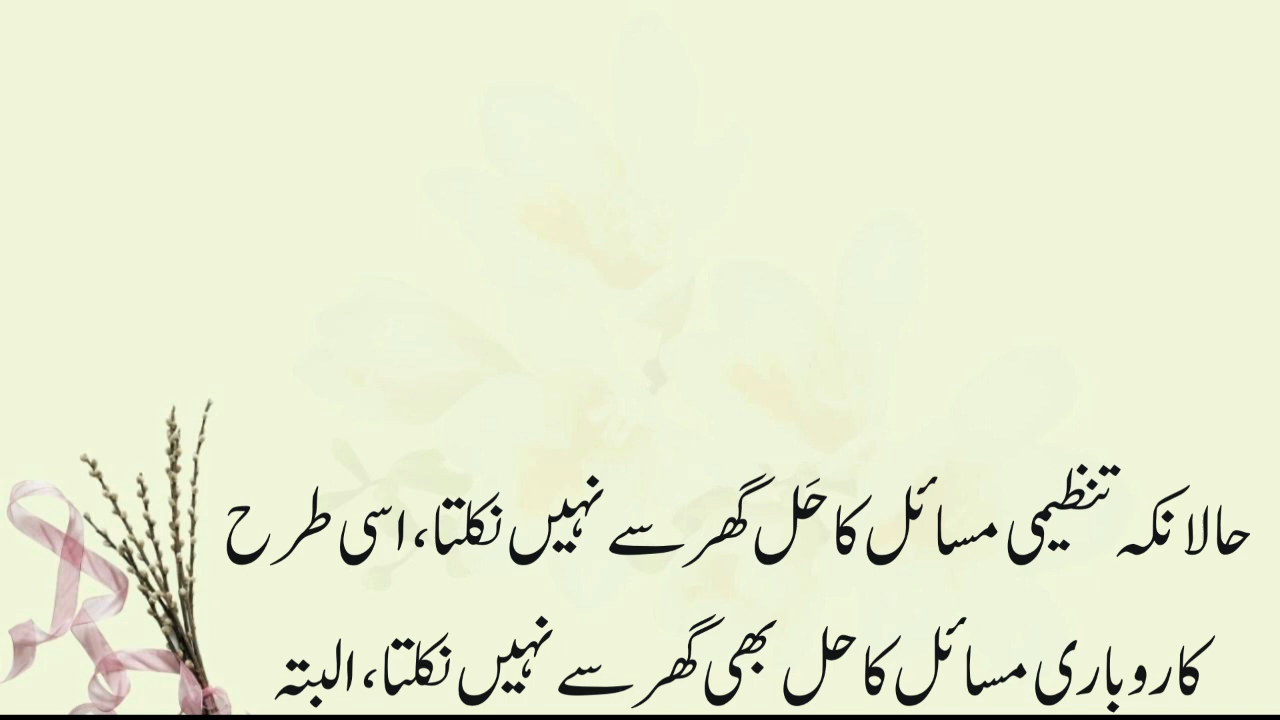 حالانکہ تنظیمی مسائل کا حَل گھر سے نہیں نکلتا، اسی طرح
کاروباری مسائل کا حل بھی گھر سے نہیں نکلتا، البتہ